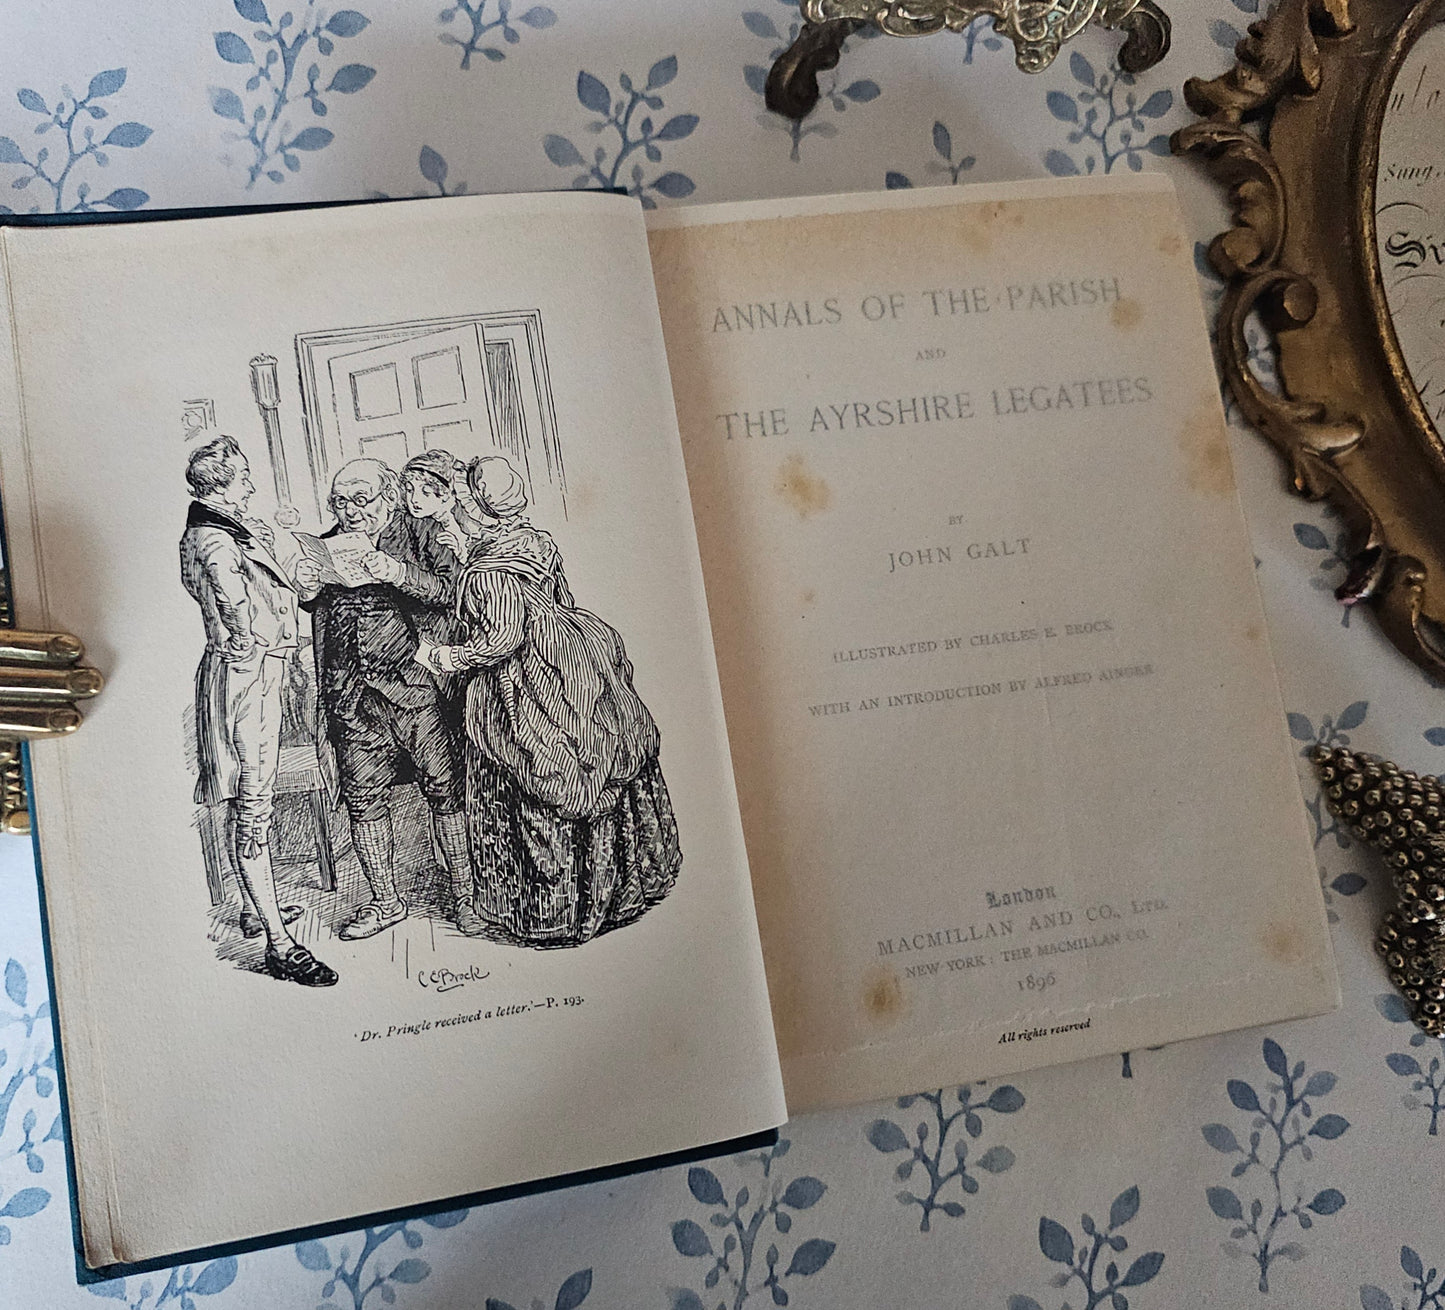 C E Brock
'Dr. Pringle received a letter.'—P. 193.
ANNALS OF THE PARISH
AND
THE AYRSHIRE LEGATEES
BY
JOHN GALT
ILLUSTRATED BY CHARLES E. BROCK
WITH AN INTRODUCTION BY ALFRED AINGER
London
MACMILLAN AND CO., LTD.
NEW YORK: THE MACMILLAN CO.
1896
All rights reserved
Sung